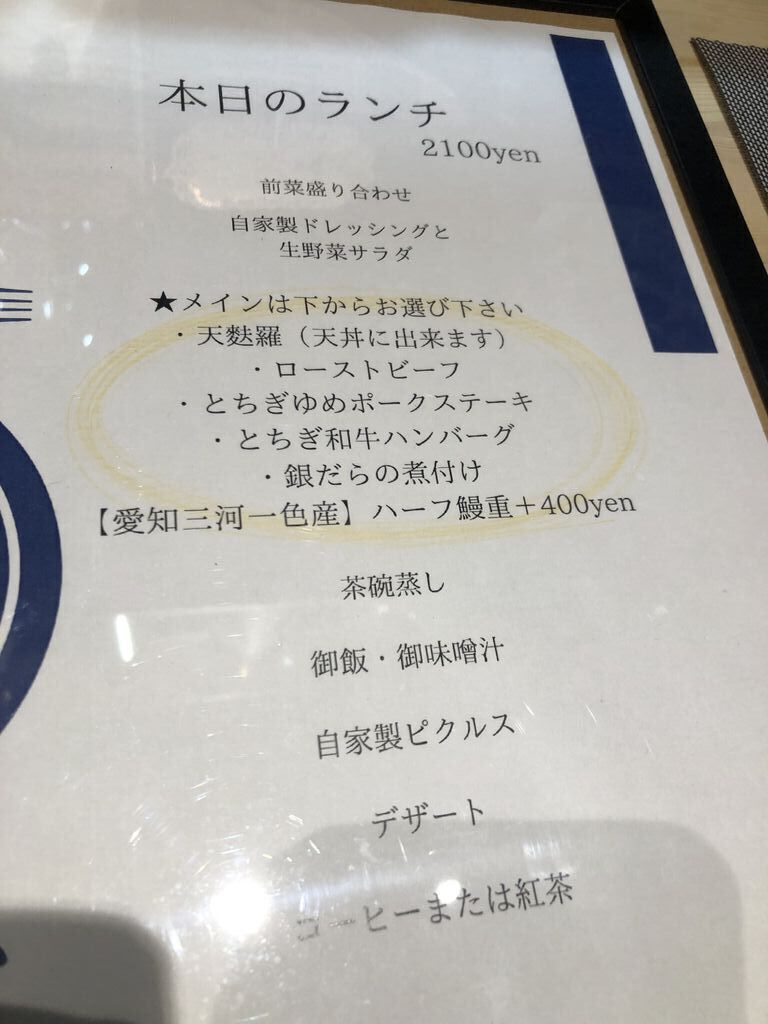 本日のランチ
2100yen
前菜盛り合わせ
自家製ドレッシングと
生野菜サラダ
★メインは下からお選び下さい
・天麩羅（天丼に出来ます）
・ローストビーフ
・とちぎゆめポークステーキ
・とちぎ和牛ハンバーグ
・銀だらの煮付け
【愛知三河一色産】ハーフ鰻重＋400yen
茶碗蒸し
御飯・御味噌汁
自家製ピクルス
デザート
コーヒーまたは紅茶